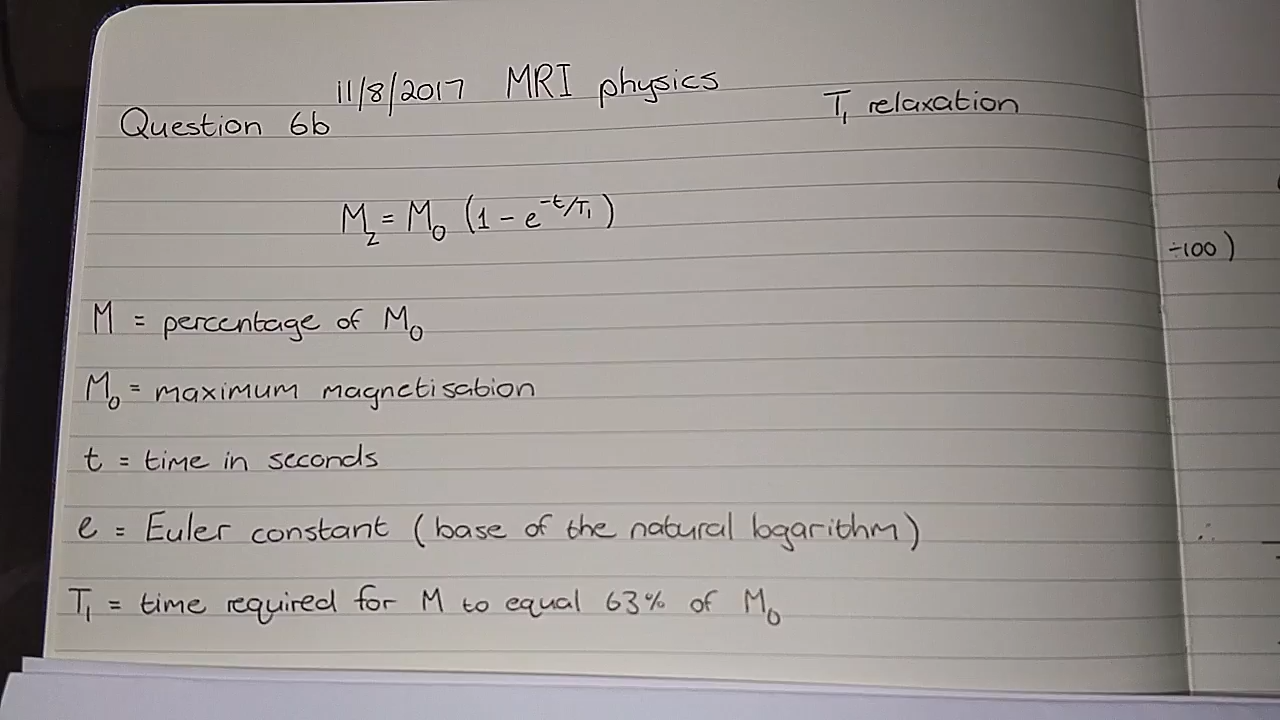 11/8/2017 MRI physics
Question 6b
T₁ relaxation
M_z = M₀ (1 - e^(-t/T₁))
M = percentage of M₀
M₀ = maximum magnetisation
t = time in seconds
e = Euler constant (base of the natural logarithm)
T₁ = time required for M to equal 63% of M₀
÷100)
∴